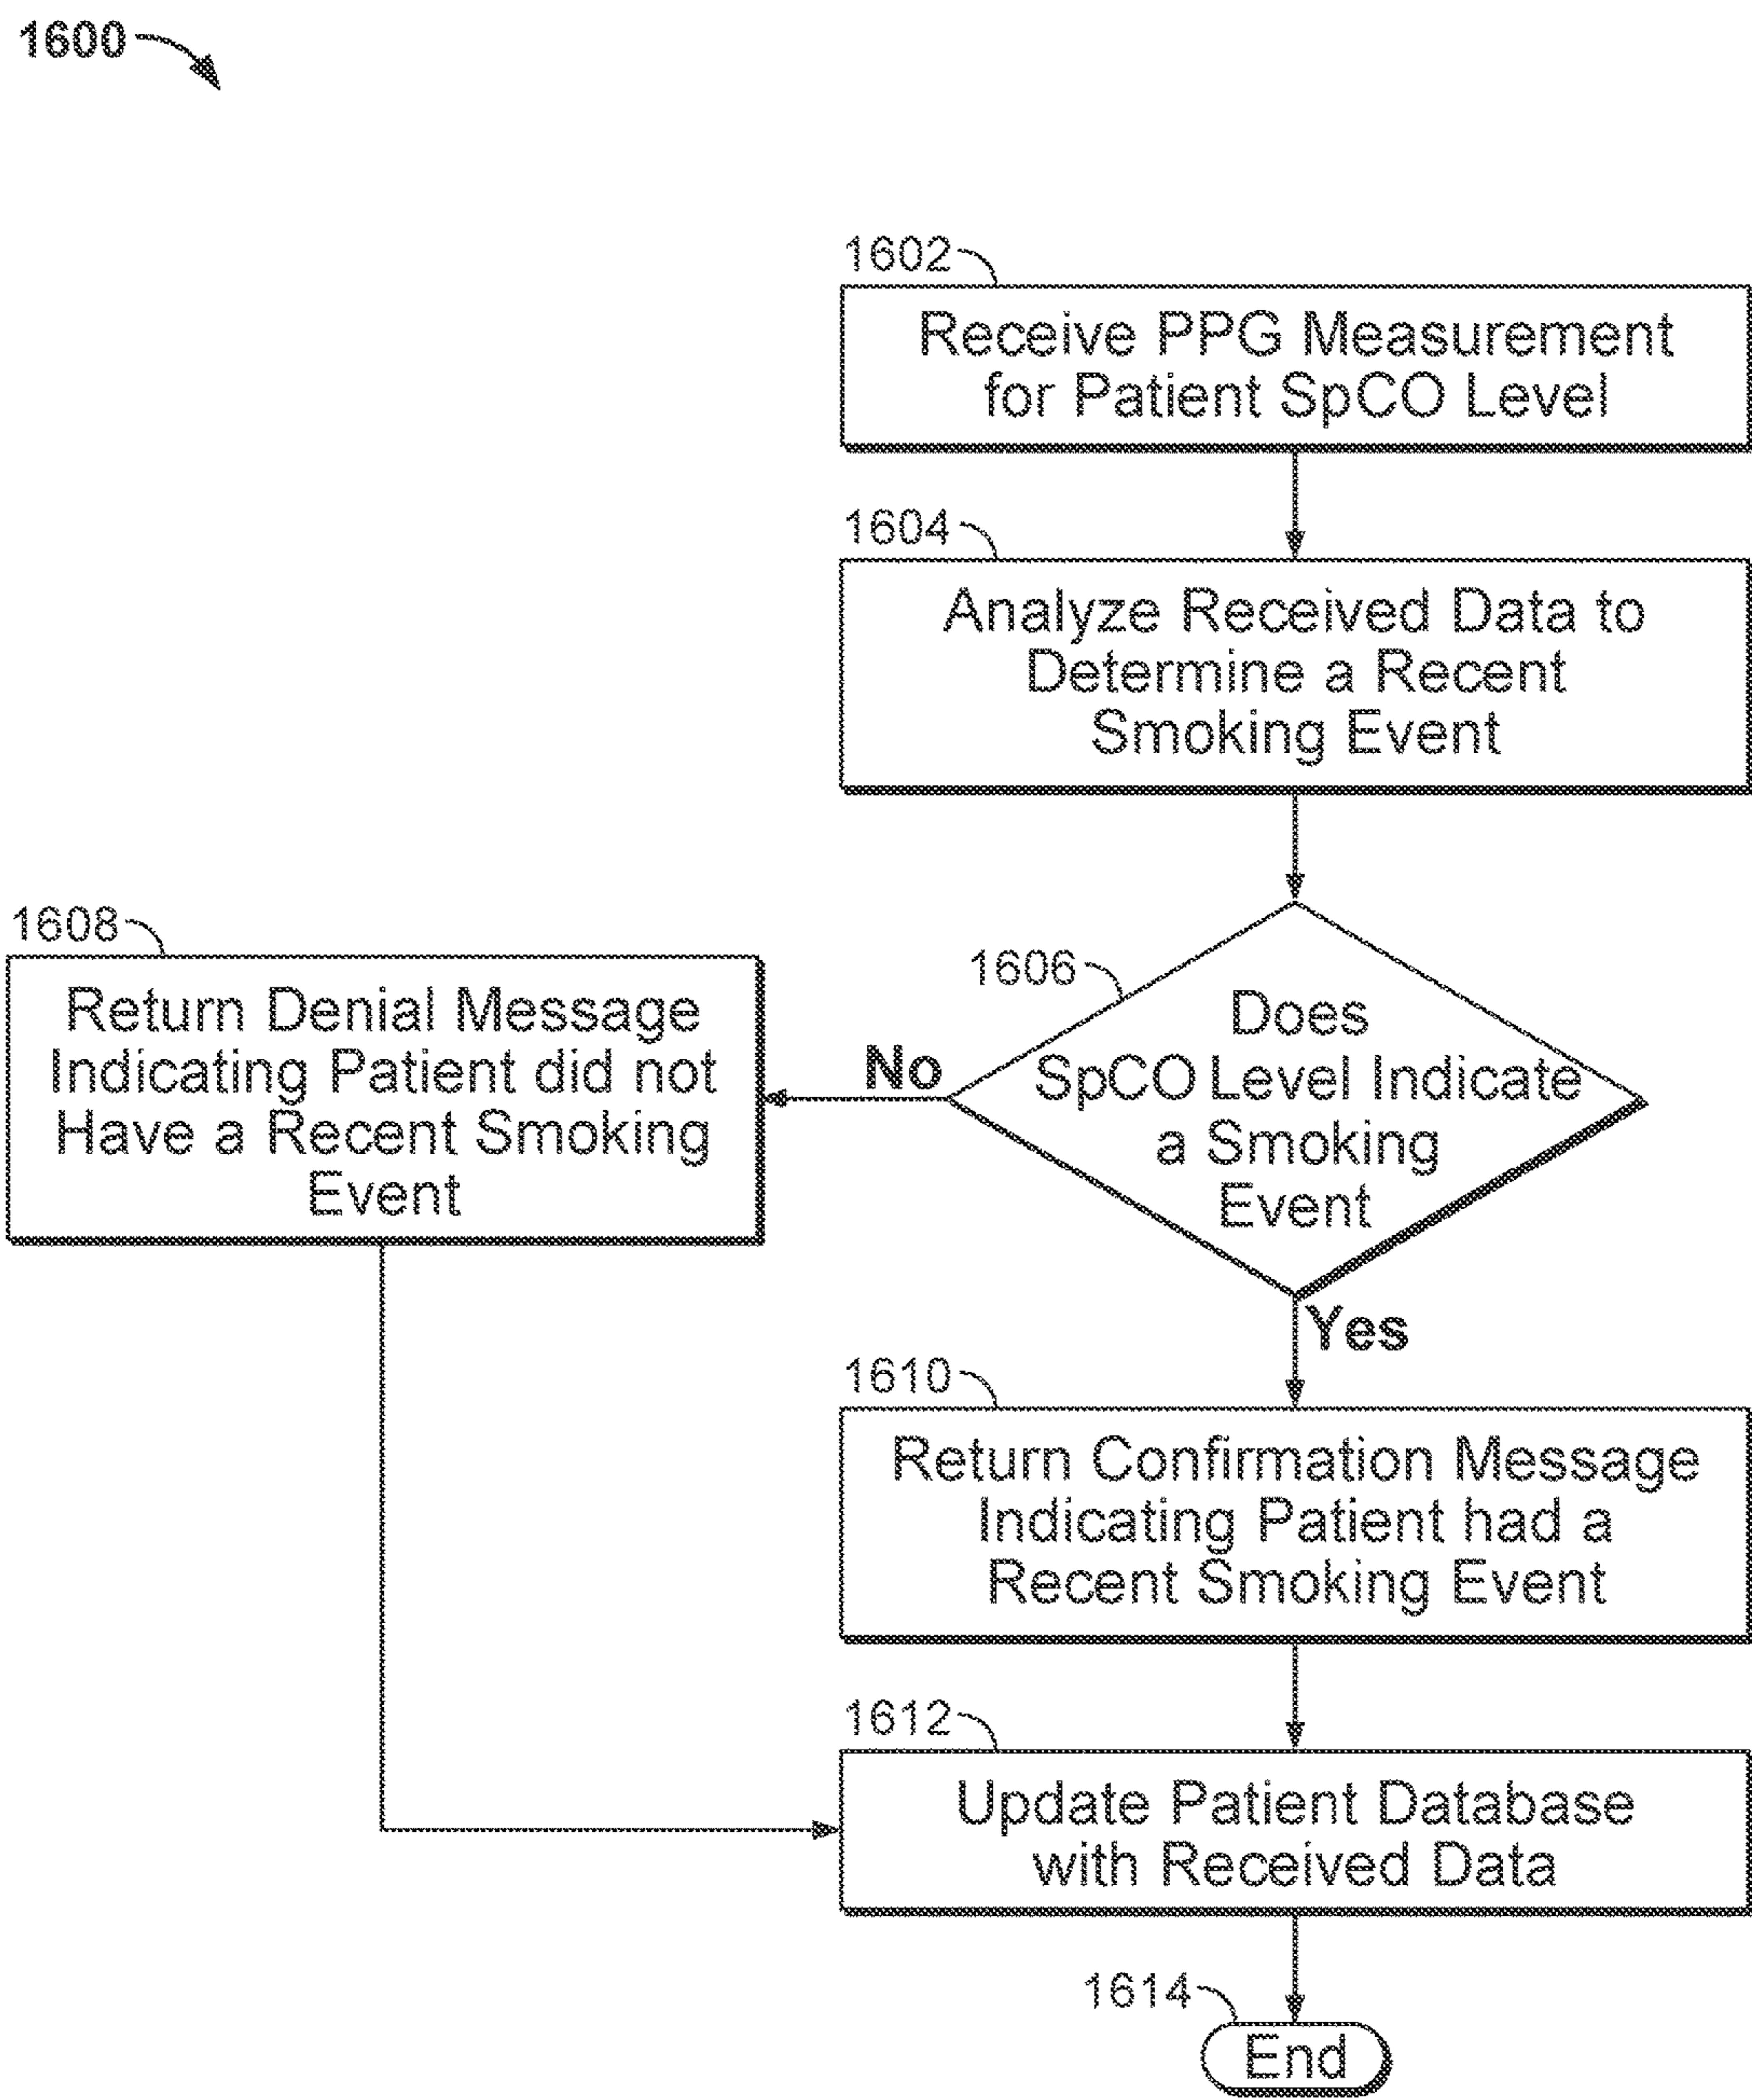 1600
1602
Receive PPG Measurement
for Patient SpCO Level
1604
Analyze Received Data to
Determine a Recent
Smoking Event
1606
Does
SpCO Level Indicate
a Smoking
Event
No
1608
Return Denial Message
Indicating Patient did not
Have a Recent Smoking
Event
Yes
1610
Return Confirmation Message
Indicating Patient had a
Recent Smoking Event
1612
Update Patient Database
with Received Data
1614
End